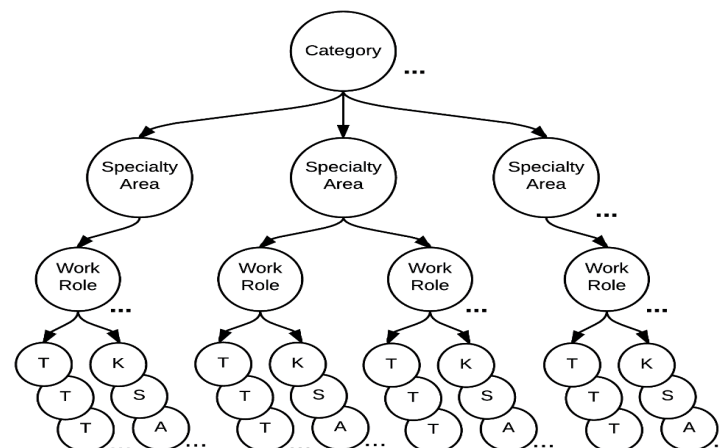 Category
...
Specialty
Area
Specialty
Area
Specialty
Area
...
Work
Role
...
Work
Role
Work
Role
...
Work
Role
...
T K T K T K T K
T S T S T S T S
T A T A T A T A
... ... ... ... ... ... ...